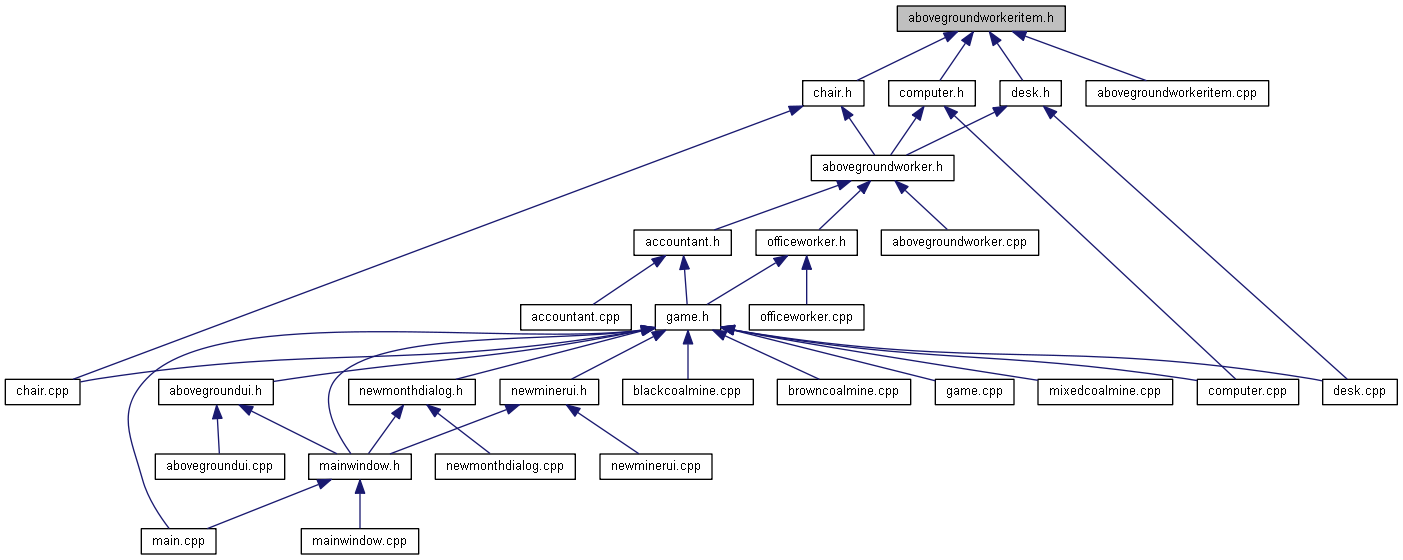 abovegroundworkeritem.h
chair.h
computer.h
desk.h
abovegroundworkeritem.cpp
abovegroundworker.h
accountant.h
officeworker.h
abovegroundworker.cpp
accountant.cpp
game.h
officeworker.cpp
chair.cpp
abovegroundui.h
newmonthdialog.h
newminerui.h
blackcoalmine.cpp
browncoalmine.cpp
game.cpp
mixedcoalmine.cpp
computer.cpp
desk.cpp
abovegroundui.cpp
mainwindow.h
newmonthdialog.cpp
newminerui.cpp
main.cpp
mainwindow.cpp